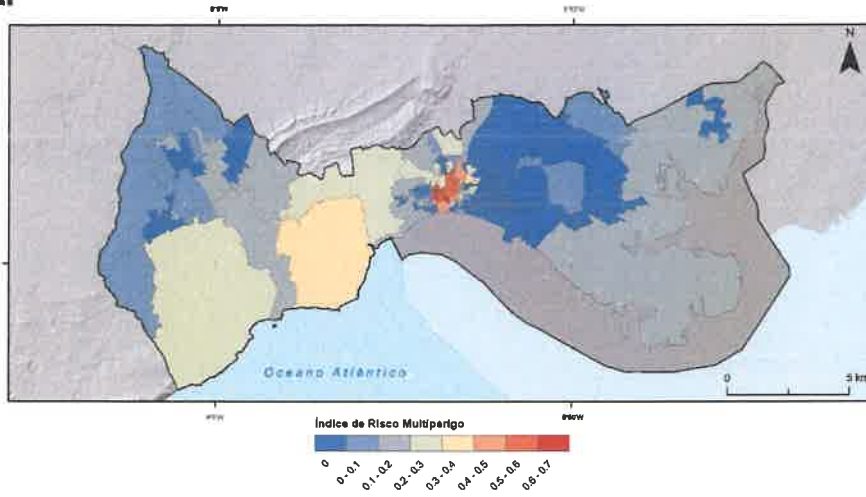 N
Oceano Atlântico
0 5 km
Índice de Risco Multiperigo
0
0 - 0.1
0.1 - 0.2
0.2 - 0.3
0.3 - 0.4
0.4 - 0.5
0.5 - 0.6
0.6 - 0.7